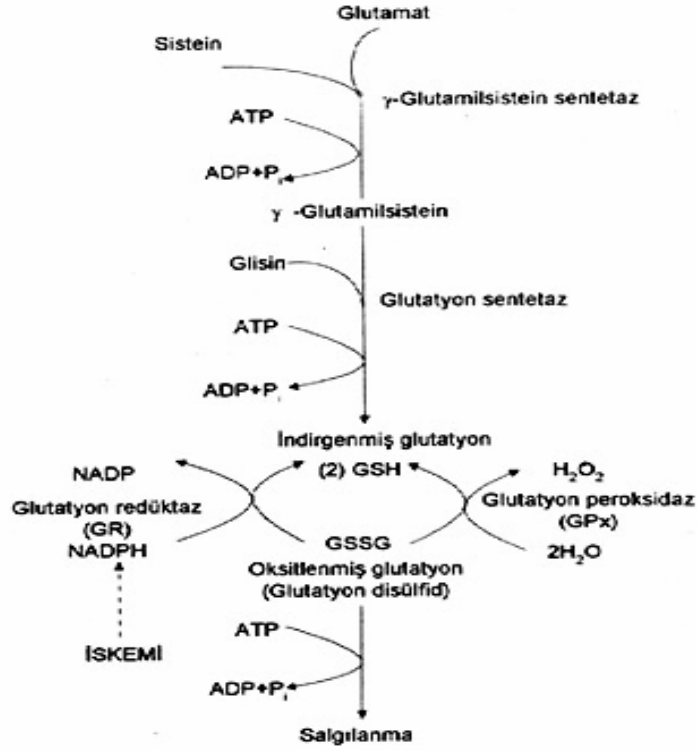 Glutamat
Sistein
γ-Glutamilsistein sentetaz
ATP
ADP+Pi
γ -Glutamilsistein
Glisin
Glutatyon sentetaz
ATP
ADP+Pi
İndirgenmiş glutatyon
NADP
(2) GSH
H2O2
Glutatyon redüktaz
(GR)
Glutatyon peroksidaz
(GPx)
NADPH
GSSG
2H2O
Oksitlenmiş glutatyon
(Glutatyon disülfid)
ATP
İSKEMİ
ADP+Pi
Salgılanma